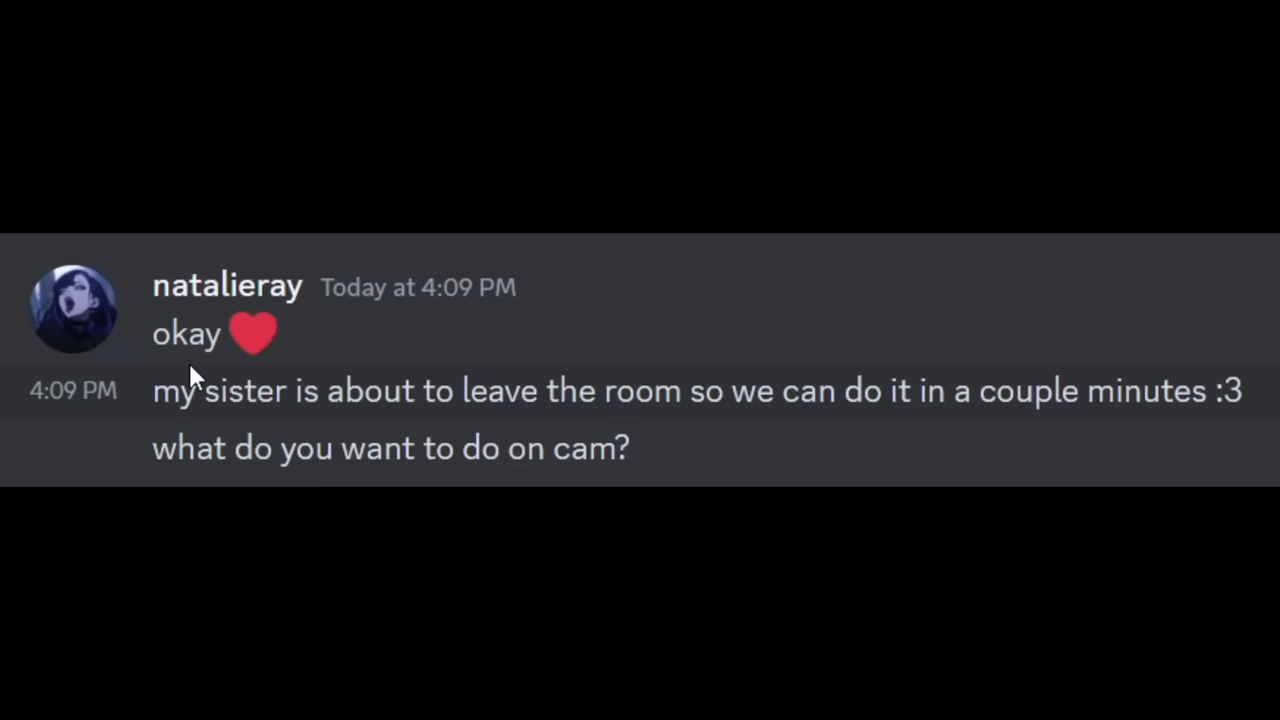 natalieray Today at 4:09 PM
okay ❤️
4:09 PM my sister is about to leave the room so we can do it in a couple minutes :3
what do you want to do on cam?